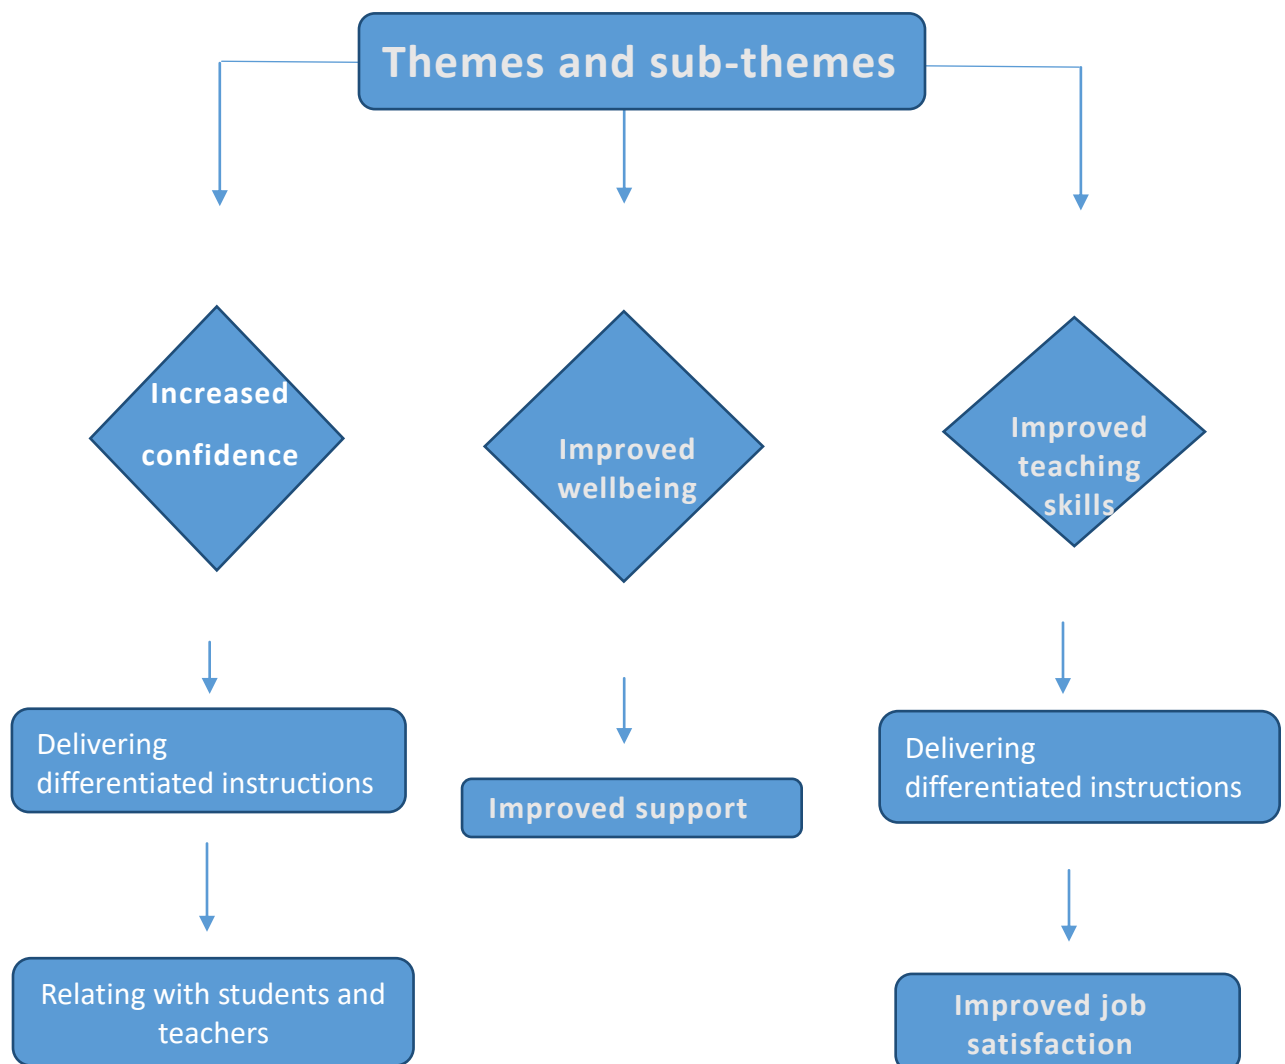 Themes and sub-themes
Increased
confidence
Improved
wellbeing
Improved
teaching
skills
Delivering
differentiated instructions
Improved support
Delivering
differentiated instructions
Relating with students and
teachers
Improved job
satisfaction